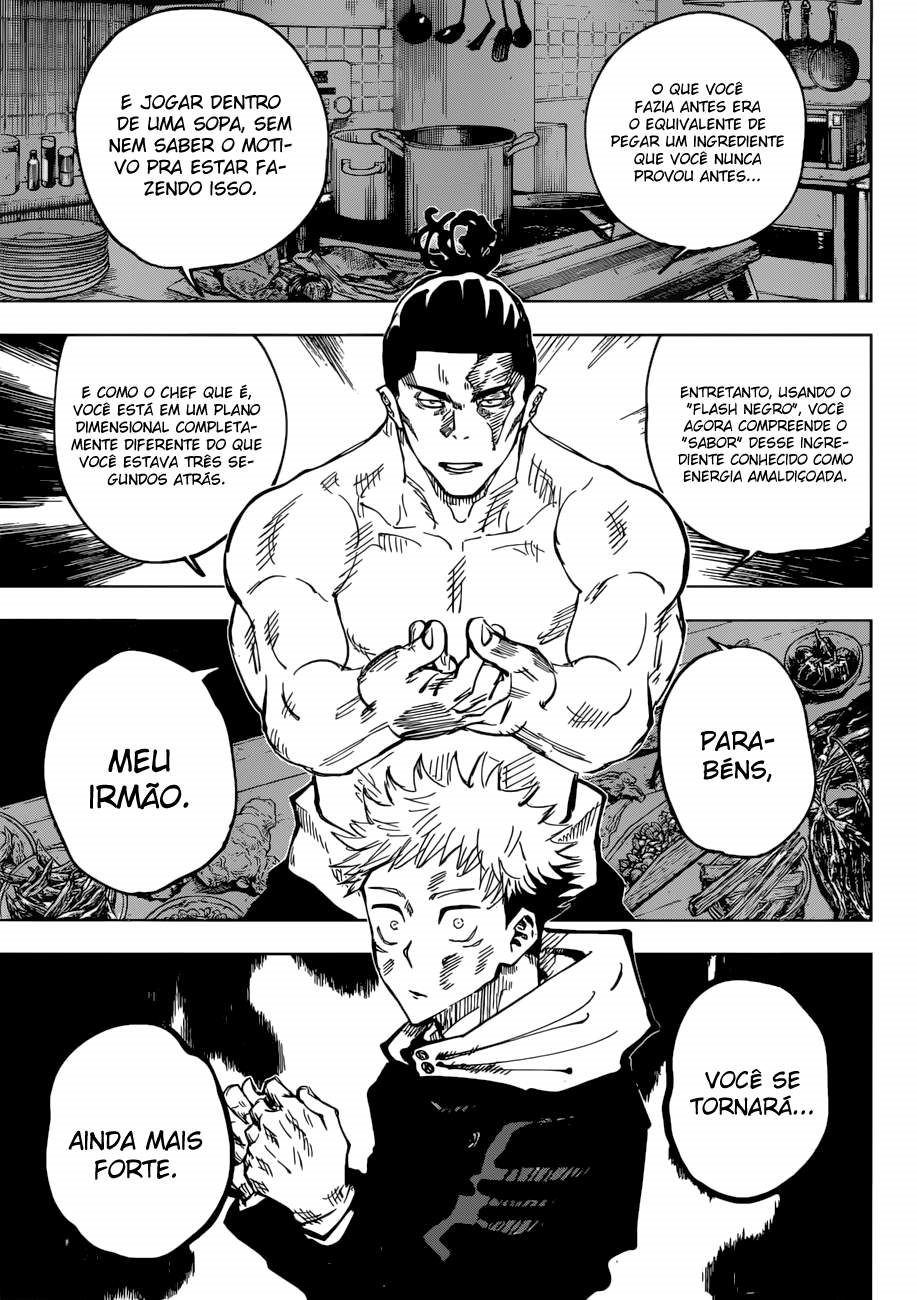 O QUE VOCÊ
FAZIA ANTES ERA
O EQUIVALENTE DE
PEGAR UM INGREDIENTE
QUE VOCÊ NUNCA
PROVOU ANTES...
E JOGAR DENTRO
DE UMA SOPA, SEM
NEM SABER O MOTI-
VO PRA ESTAR FA-
ZENDO ISSO.
ENTRETANTO, USANDO O
"FLASH NEGRO", VOCÊ
AGORA COMPREENDE O
"SABOR" DESSE INGRE-
DIENTE CONHECIDO COMO
ENERGIA AMALDIÇOADA.
E COMO O CHEF QUE É,
VOCÊ ESTÁ EM UM PLANO
DIMENSIONAL COMPLETA-
MENTE DIFERENTE DO QUE
VOCÊ ESTAVA TRÊS SE-
GUNDOS ATRÁS.
PARA-
BÉNS,
MEU
IRMÃO.
VOCÊ SE
TORNARÁ...
AINDA MAIS
FORTE.